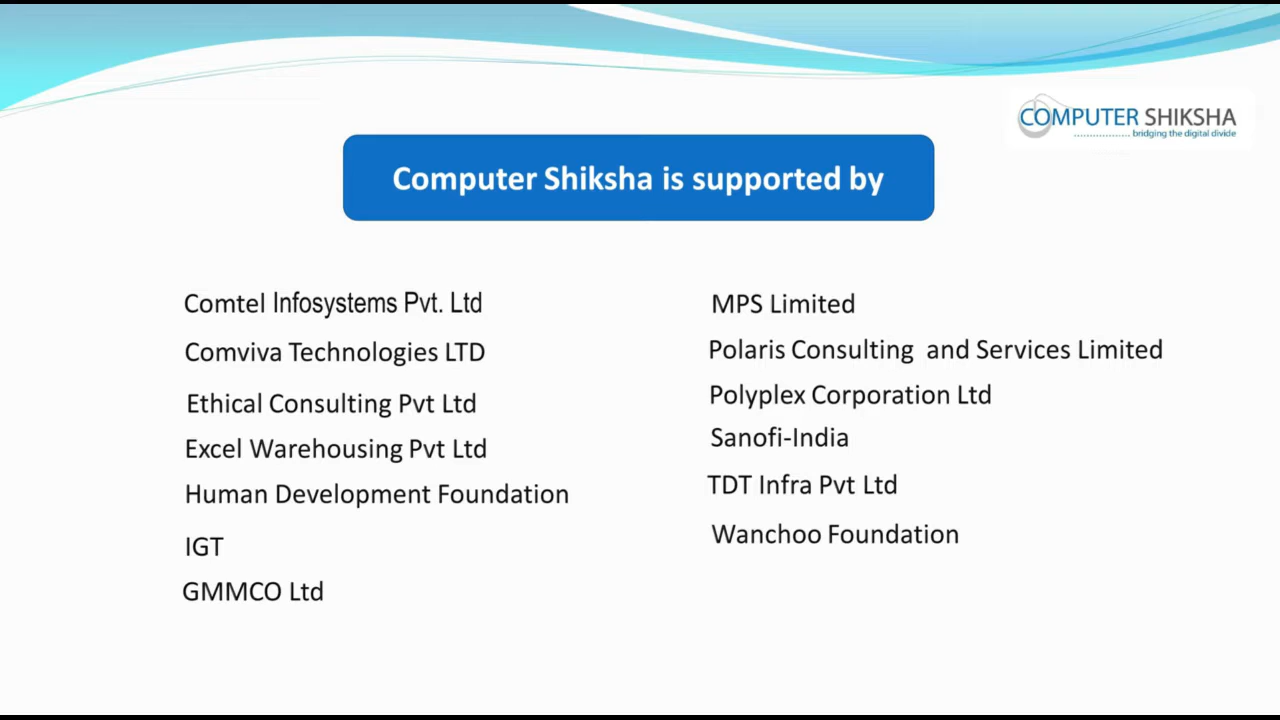 COMPUTER SHIKSHA
bridging the digital divide
Computer Shiksha is supported by
Comtel Infosystems Pvt. Ltd
Comviva Technologies LTD
Ethical Consulting Pvt Ltd
Excel Warehousing Pvt Ltd
Human Development Foundation
IGT
GMMCO Ltd
MPS Limited
Polaris Consulting and Services Limited
Polyplex Corporation Ltd
Sanofi-India
TDT Infra Pvt Ltd
Wanchoo Foundation